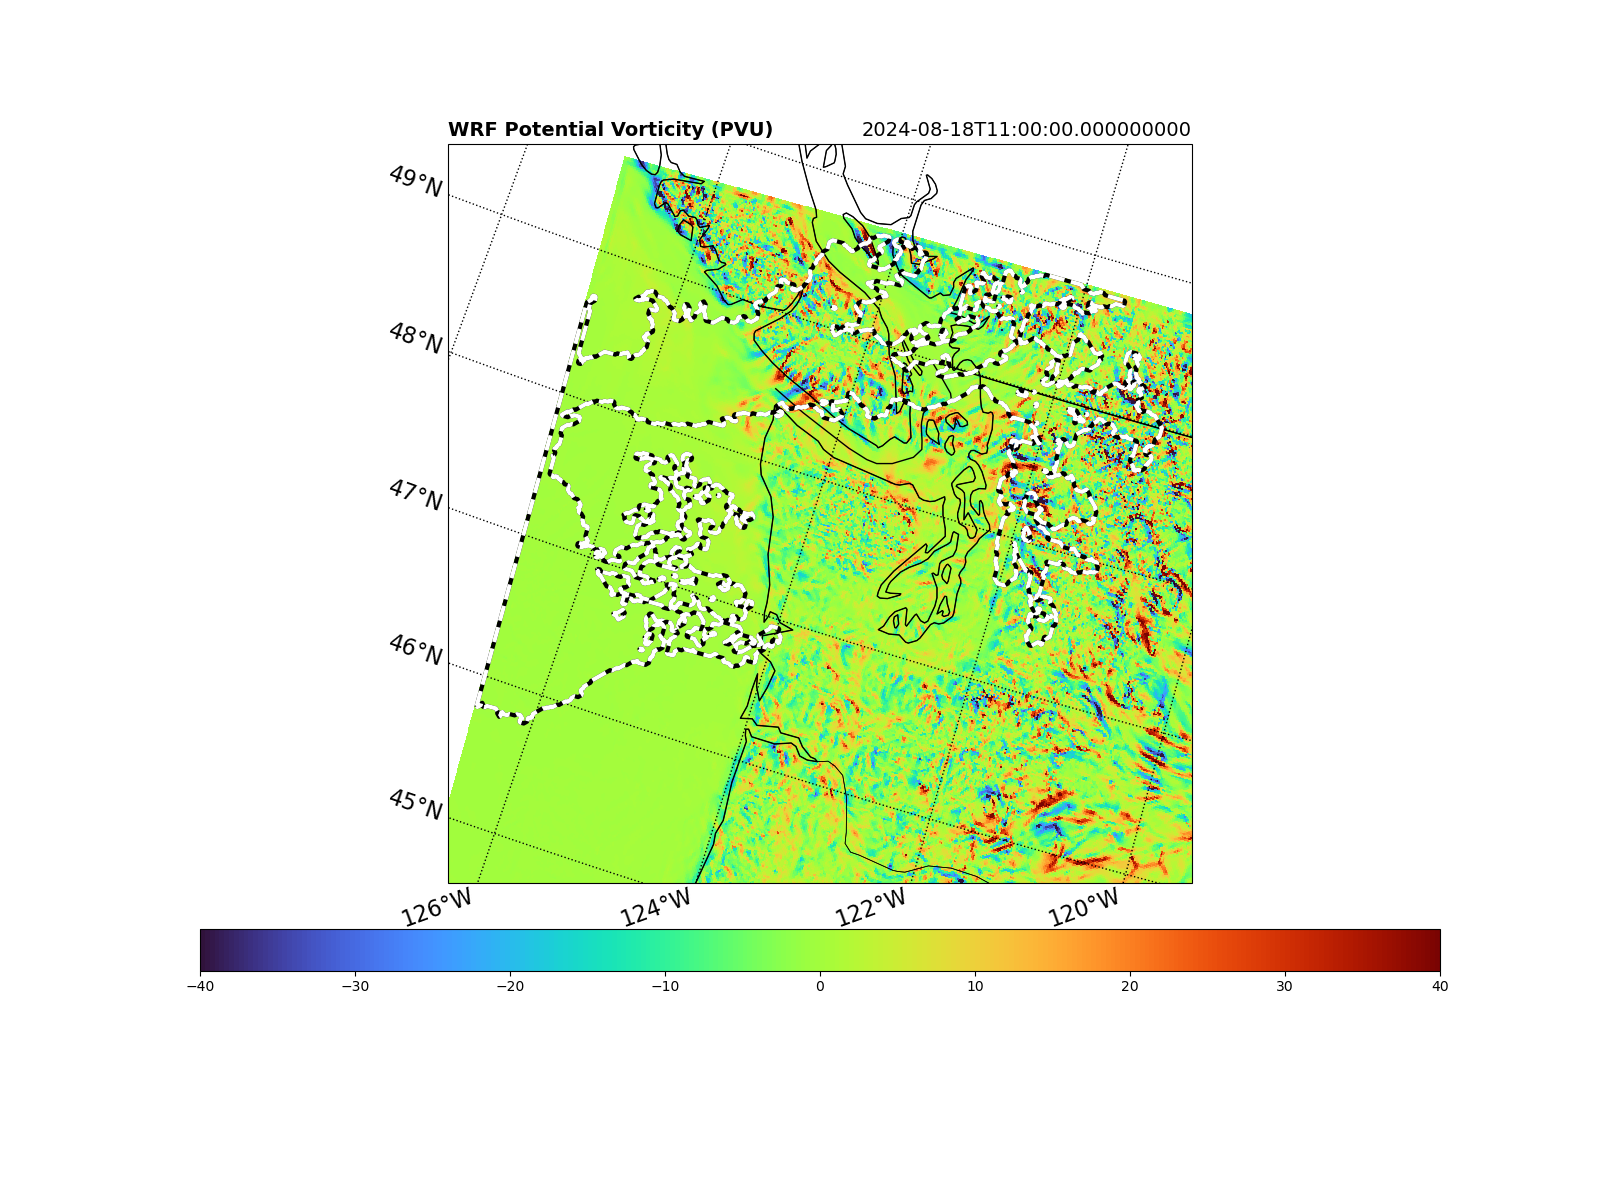 WRF Potential Vorticity (PVU) 2024-08-18T11:00:00.000000000
49°N
48°N
47°N
46°N
45°N
126°W 124°W 122°W 120°W
−40 −30 −20 −10 0 10 20 30 40